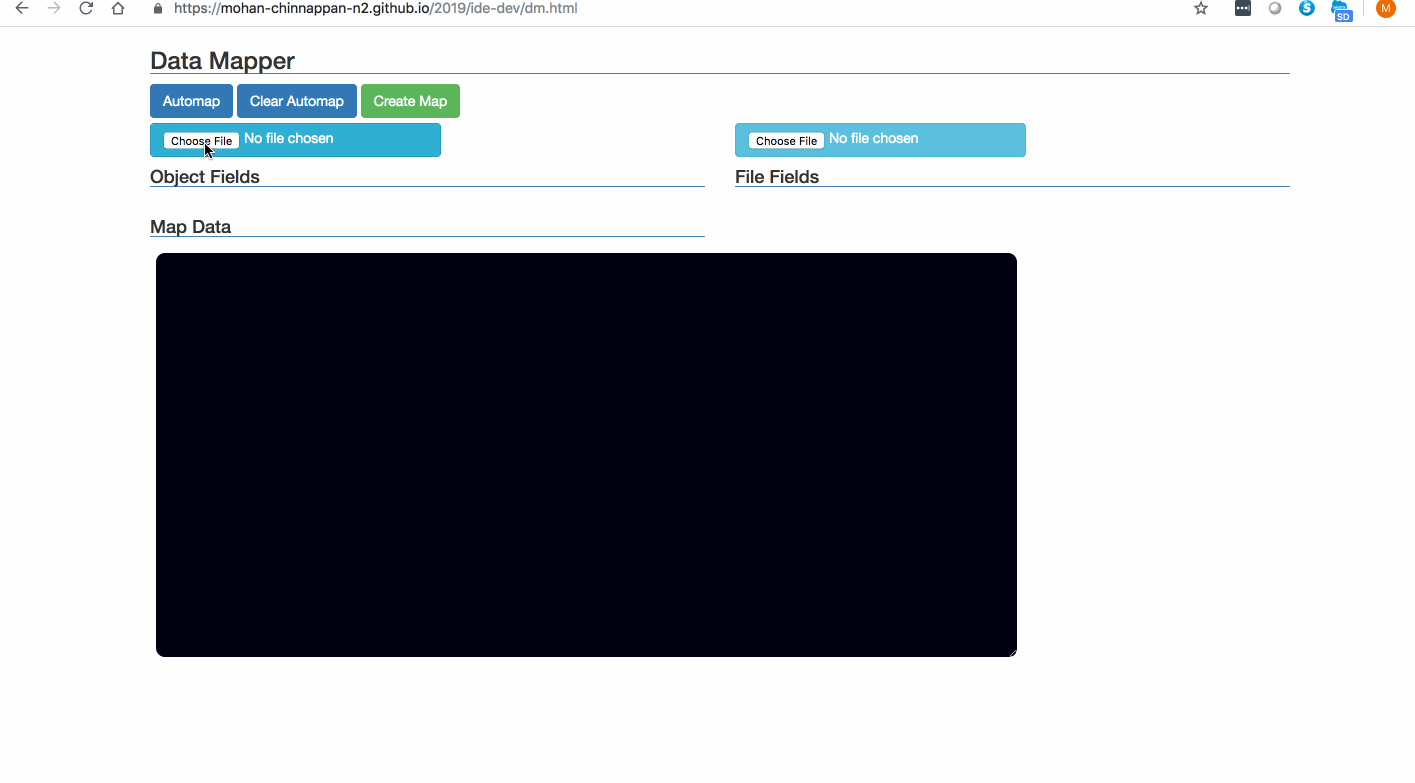 https://mohan-chinnappan-n2.github.io/2019/ide-dev/dm.html
SD
M
Data Mapper
Automap Clear Automap Create Map
Choose File No file chosen Choose File No file chosen
Object Fields File Fields
Map Data